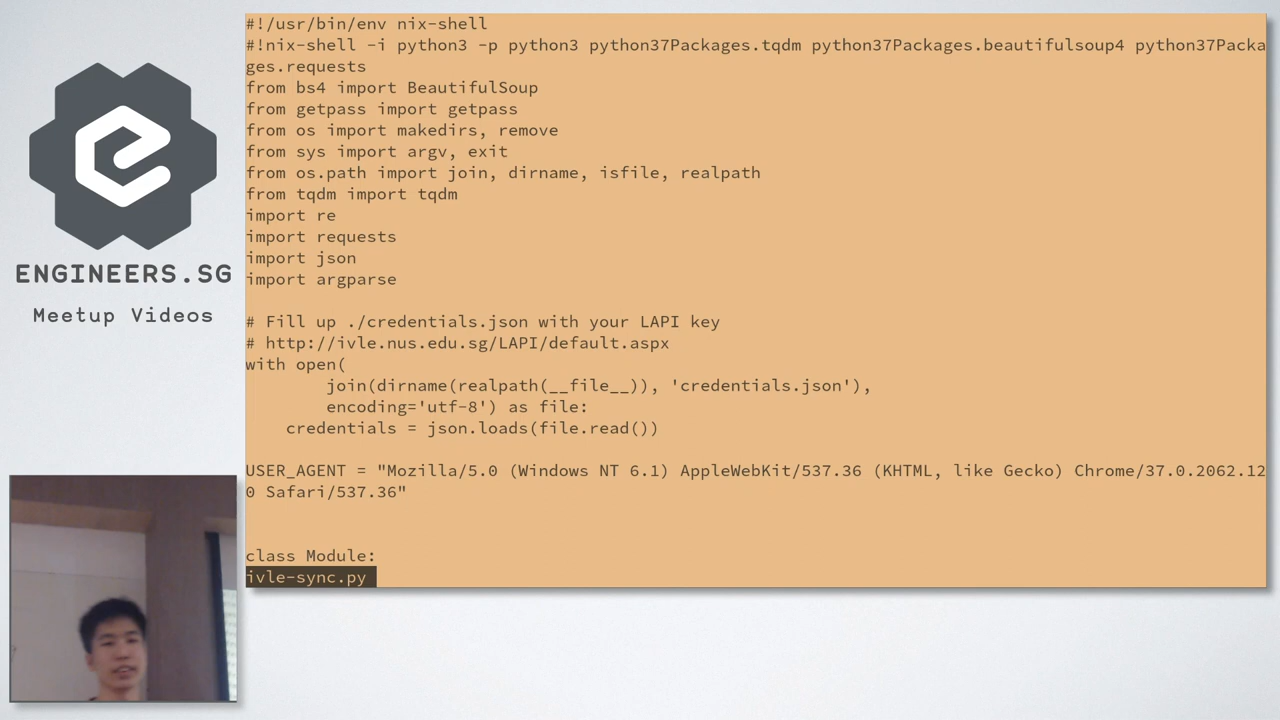 ENGINEERS.SG
Meetup Videos
#!/usr/bin/env nix-shell
#!nix-shell -i python3 -p python3 python37Packages.tqdm python37Packages.beautifulsoup4 python37Packa
ges.requests
from bs4 import BeautifulSoup
from getpass import getpass
from os import makedirs, remove
from sys import argv, exit
from os.path import join, dirname, isfile, realpath
from tqdm import tqdm
import re
import requests
import json
import argparse
# Fill up ./credentials.json with your LAPI key
# http://ivle.nus.edu.sg/LAPI/default.aspx
with open(
        join(dirname(realpath(__file__)), 'credentials.json'),
        encoding='utf-8') as file:
    credentials = json.loads(file.read())
USER_AGENT = "Mozilla/5.0 (Windows NT 6.1) AppleWebKit/537.36 (KHTML, like Gecko) Chrome/37.0.2062.12
0 Safari/537.36"
class Module:
ivle-sync.py